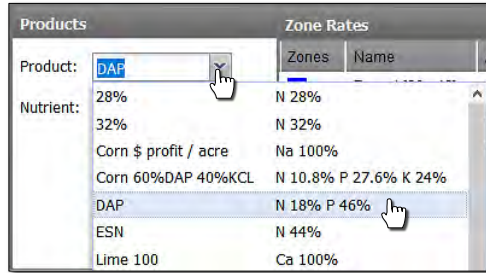 Products Zone Rates
Product: DAP Zones Name
Nutrient:
28% N 28%
32% N 32%
Corn $ profit / acre Na 100%
Corn 60%DAP 40%KCL N 10.8% P 27.6% K 24%
DAP N 18% P 46%
ESN N 44%
Lime 100 Ca 100%